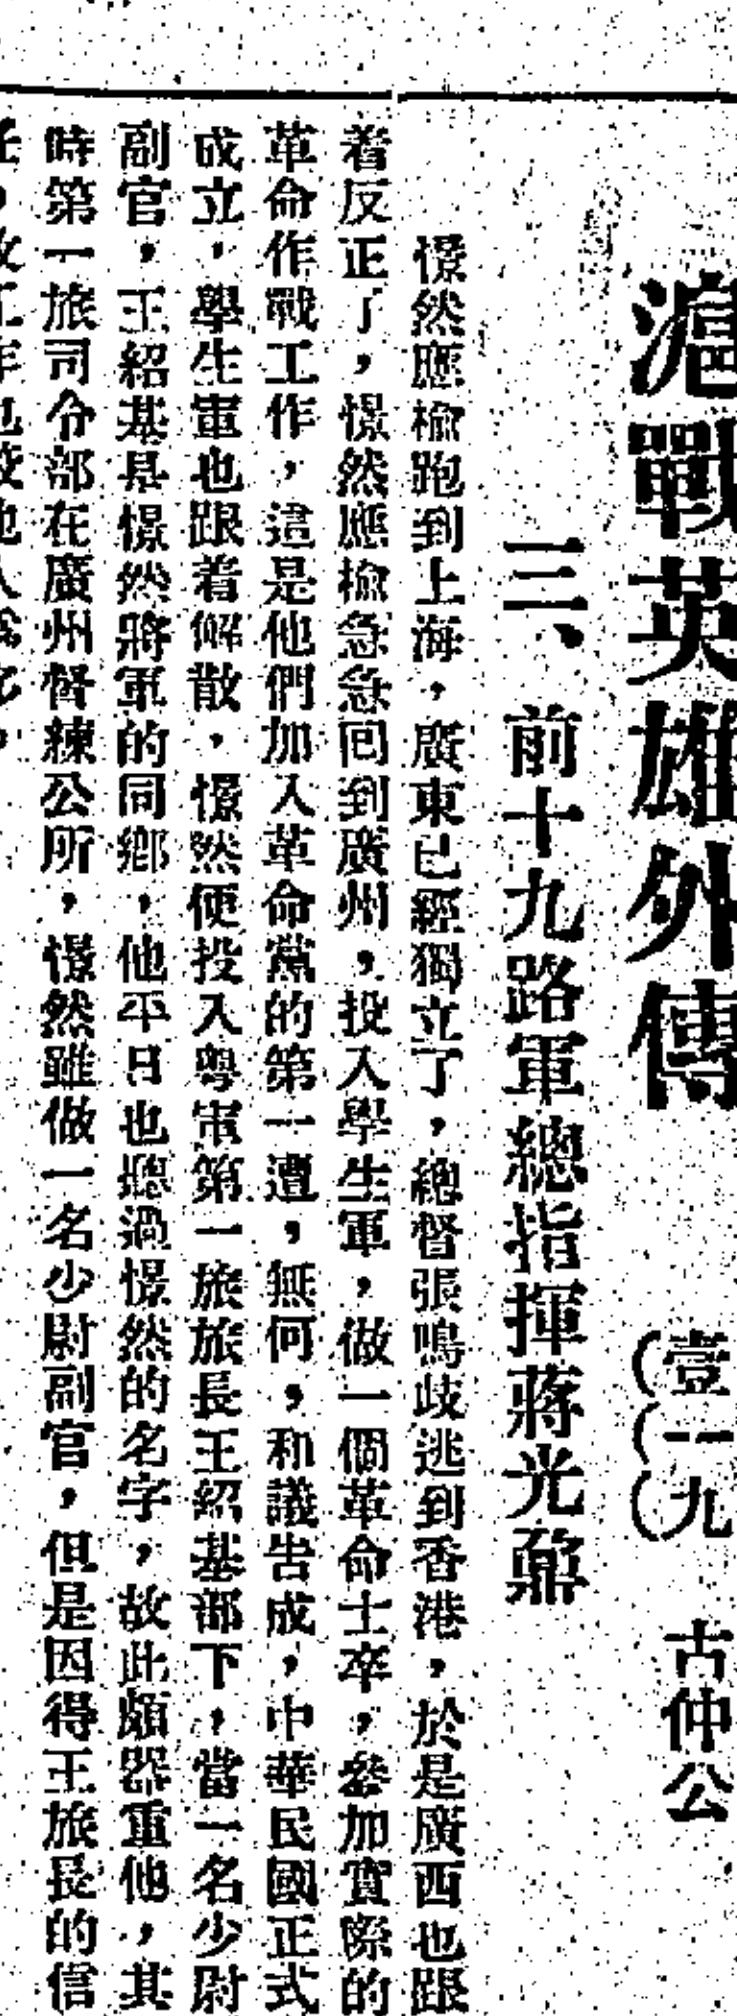 滬戰英雄外傳 (壹(一(九 古仲公
三、前十九路軍總指揮蔣光鼐
憬然應檢跑到上海，廣東已經獨立了，總督張鳴歧逃到香港，於是廣西也跟
着反正了，憬然應檢急急回到廣州，投入學生軍，做一個革命士卒，參加實際的
革命作戰工作，這是他們加入革命黨的第一遭，無何，和議告成，中華民國正式
成立，學生軍也跟着解散，憬然便投入粵軍第一旅旅長王紹基部下，當一名少尉
副官，王紹基是憬然將軍的同鄉，他平日也聽過憬然的名字，故此頗器重他，其
時第一旅司令部在廣州督練公所，憬然雖做一名少尉副官，但是因得王旅長的信